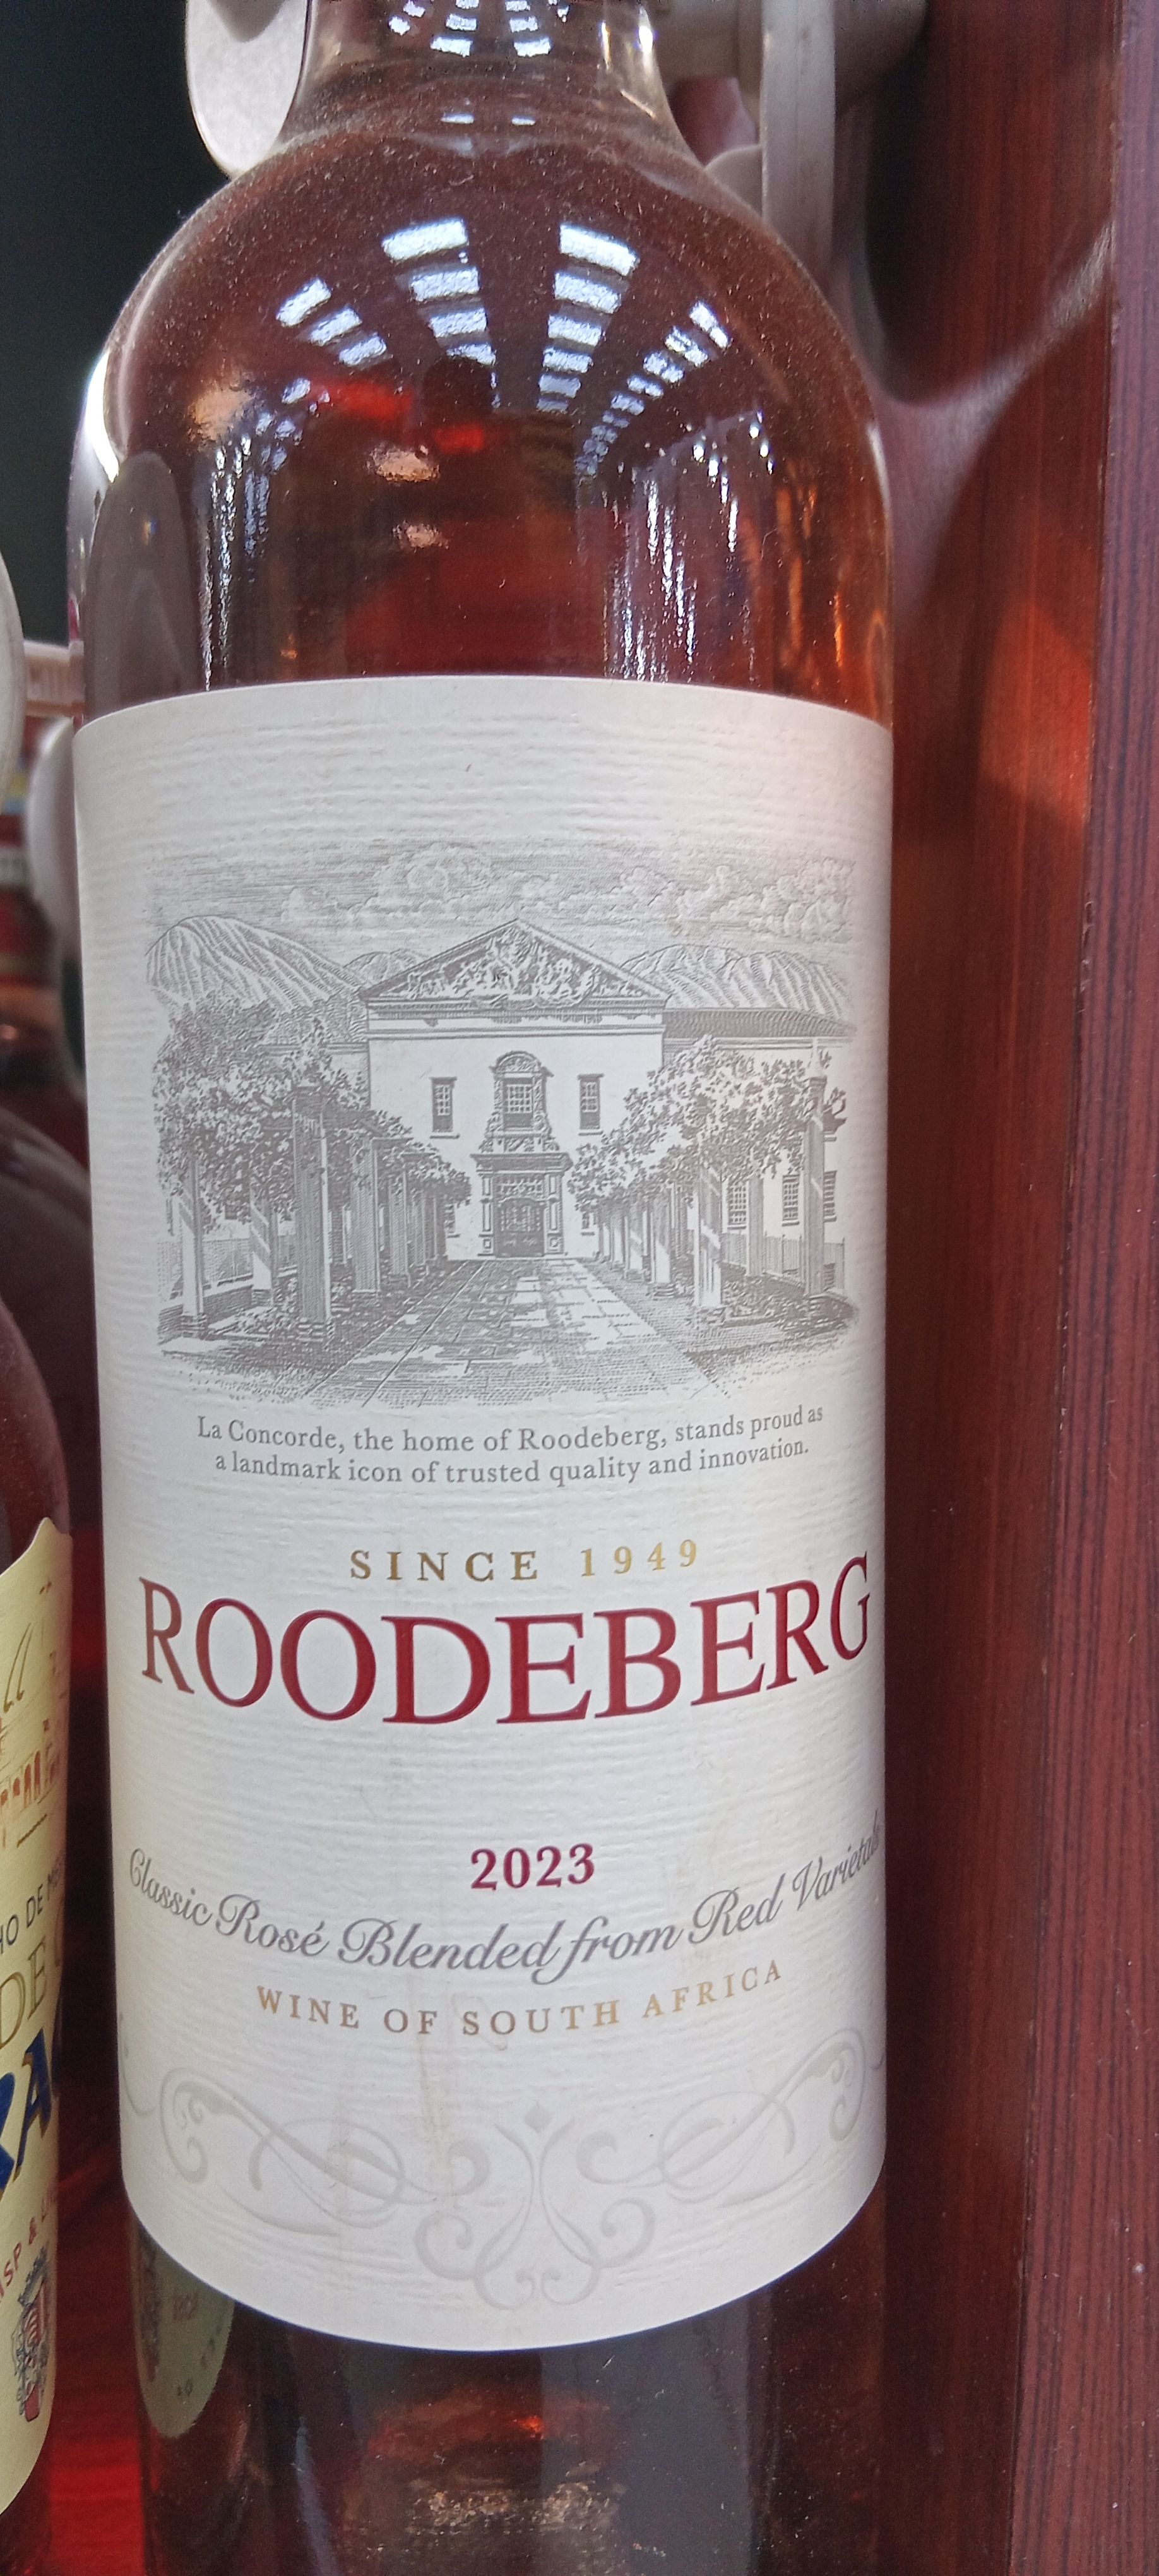 La Concorde, the home of Roodeberg, stands proud as
a landmark icon of trusted quality and innovation.
SINCE 1949
ROODEBERG
2023
Classic Rosé Blended from Red Varietals
WINE OF SOUTH AFRICA